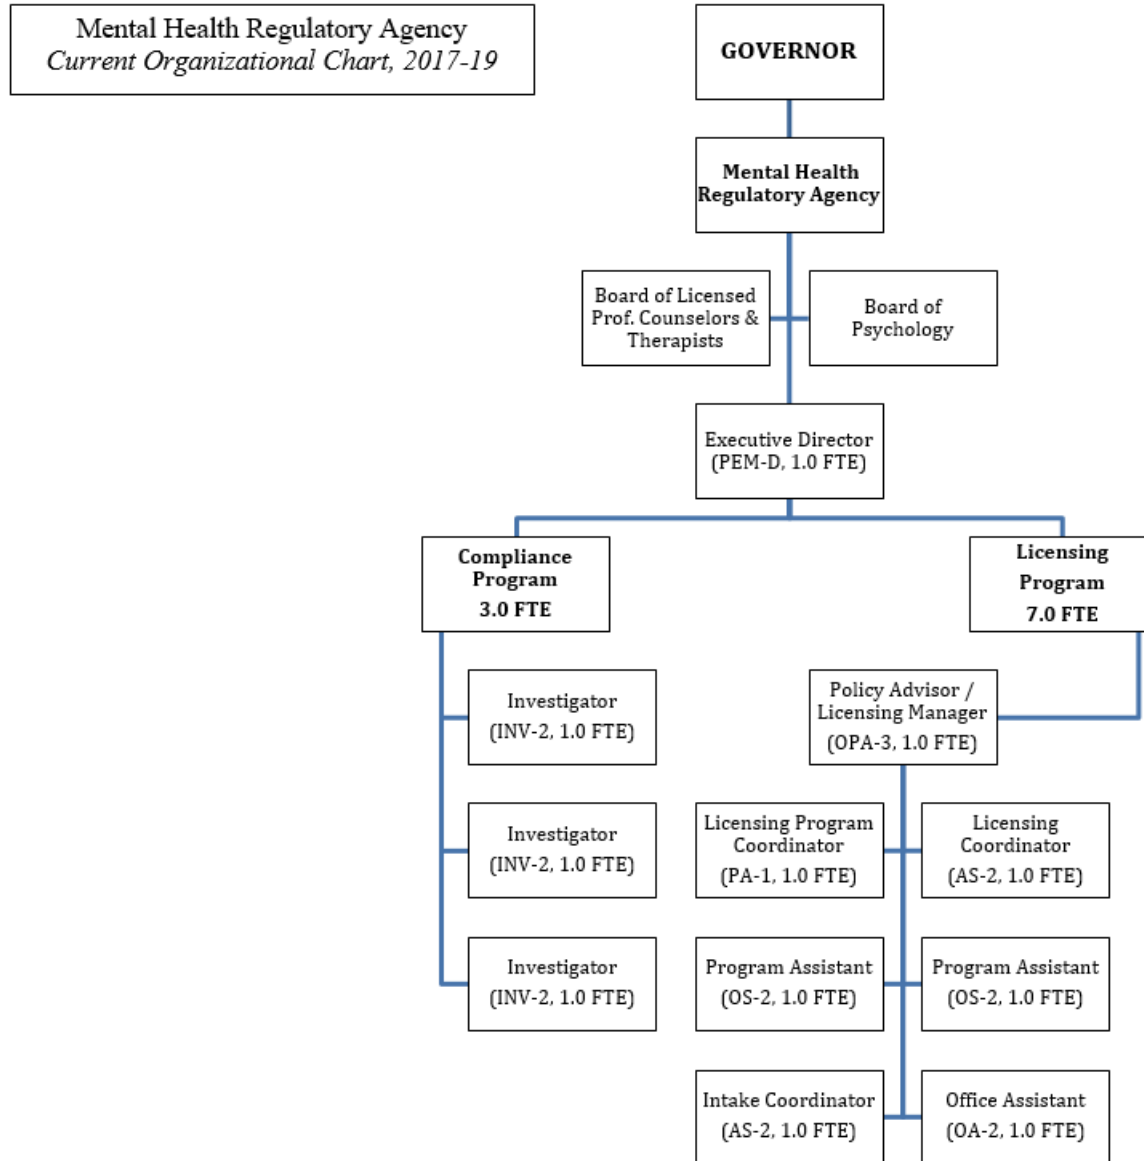 Mental Health Regulatory Agency
Current Organizational Chart, 2017-19
GOVERNOR
Mental Health
Regulatory Agency
Board of Licensed
Prof. Counselors &
Therapists
Board of
Psychology
Executive Director
(PEM-D, 1.0 FTE)
Compliance
Program
3.0 FTE
Licensing
Program
7.0 FTE
Investigator
(INV-2, 1.0 FTE)
Policy Advisor /
Licensing Manager
(OPA-3, 1.0 FTE)
Investigator
(INV-2, 1.0 FTE)
Licensing Program
Coordinator
(PA-1, 1.0 FTE)
Licensing
Coordinator
(AS-2, 1.0 FTE)
Investigator
(INV-2, 1.0 FTE)
Program Assistant
(OS-2, 1.0 FTE)
Program Assistant
(OS-2, 1.0 FTE)
Intake Coordinator
(AS-2, 1.0 FTE)
Office Assistant
(OA-2, 1.0 FTE)